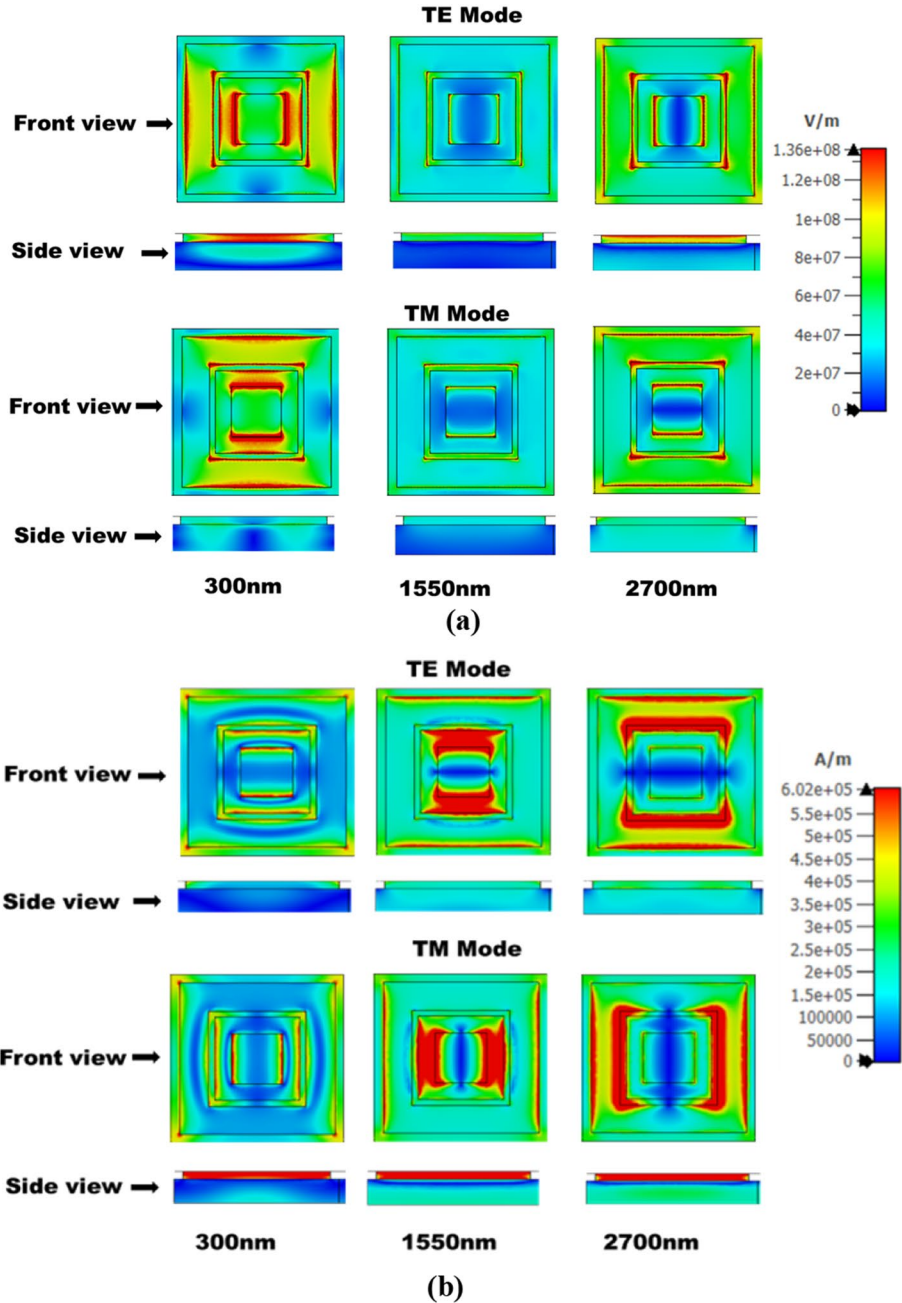 TE Mode
Front view
Side view
TM Mode
Front view
Side view
300nm 1550nm 2700nm
(a)
V/m
1.36e+08
1.2e+08
1e+08
8e+07
6e+07
4e+07
2e+07
0
TE Mode
Front view
Side view
TM Mode
Front view
Side view
300nm 1550nm 2700nm
(b)
A/m
6.02e+05
5.5e+05
5e+05
4.5e+05
4e+05
3.5e+05
3e+05
2.5e+05
2e+05
1.5e+05
100000
50000
0